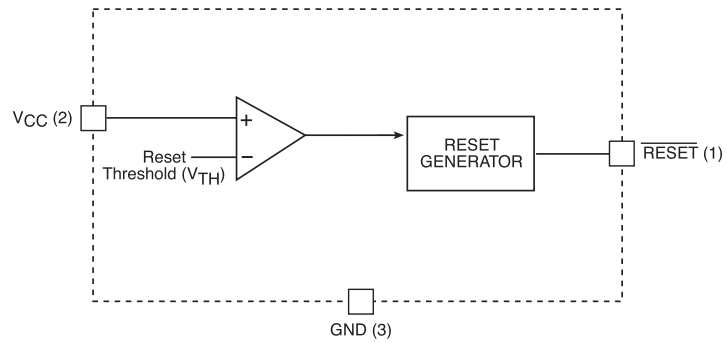 VCC (2)
+
−
Reset
Threshold (VTH)
RESET
GENERATOR
RESET (1)
GND (3)